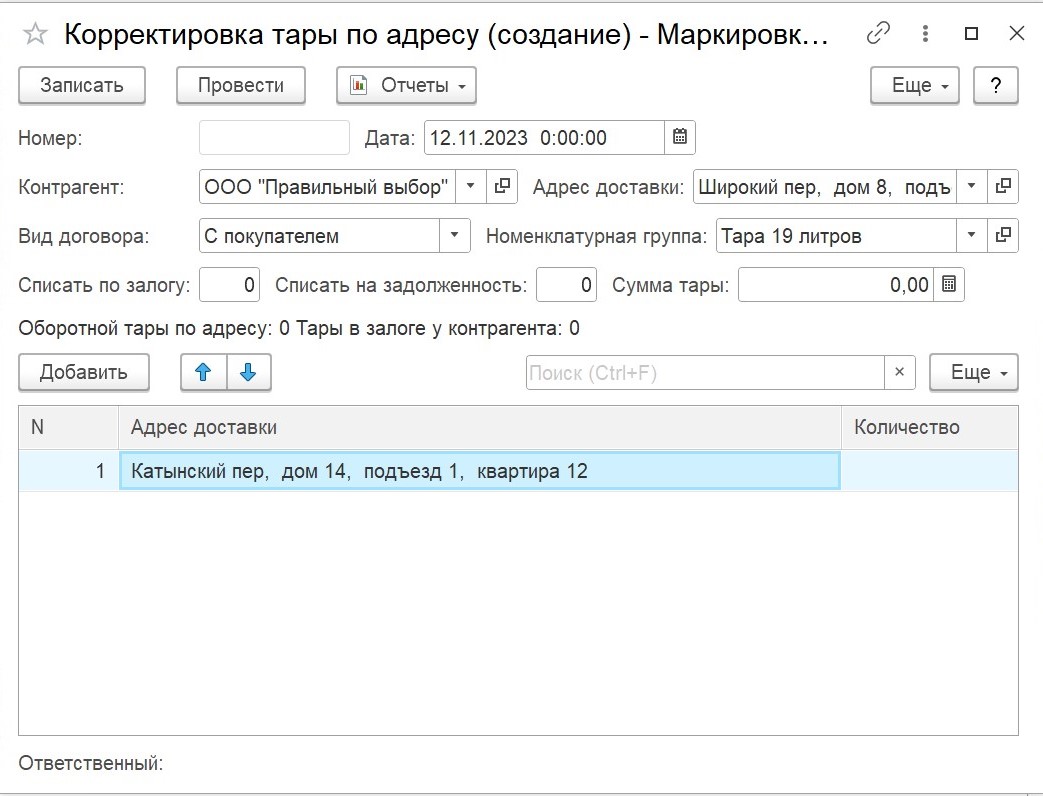 Корректировка тары по адресу (создание) - Маркировк...
Записать Провести Отчеты Еще ?
Номер: Дата: 12.11.2023 0:00:00
Контрагент: ООО "Правильный выбор" Адрес доставки: Широкий пер, дом 8, подъ
Вид договора: С покупателем Номенклатурная группа: Тара 19 литров
Списать по залогу: 0 Списать на задолженность: 0 Сумма тары: 0,00
Оборотной тары по адресу: 0 Тары в залоге у контрагента: 0
Добавить Поиск (Ctrl+F) × Еще
N Адрес доставки Количество
1 Катынский пер, дом 14, подъезд 1, квартира 12
Ответственный: